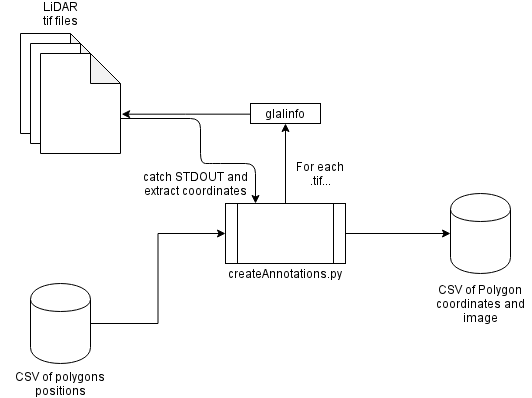 LiDAR
tif files
glalinfo
catch STDOUT and
extract coordinates
For each
.tif...
createAnnotations.py
CSV of Polygon
coordinates and
image
CSV of polygons
positions